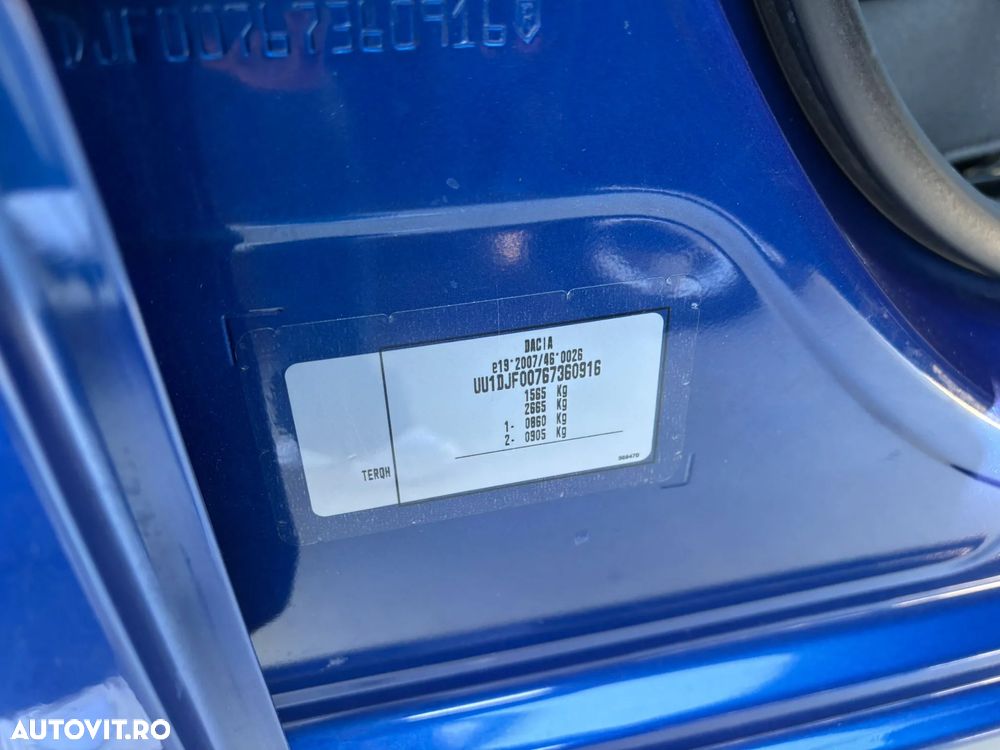 DJF00767360916
DACIA
e19*2007/46*0026
UU1DJF00767360916
1565 Kg
2665 Kg
1- 0860 Kg
2- 0905 Kg
TERQH
AUTOVIT.RO